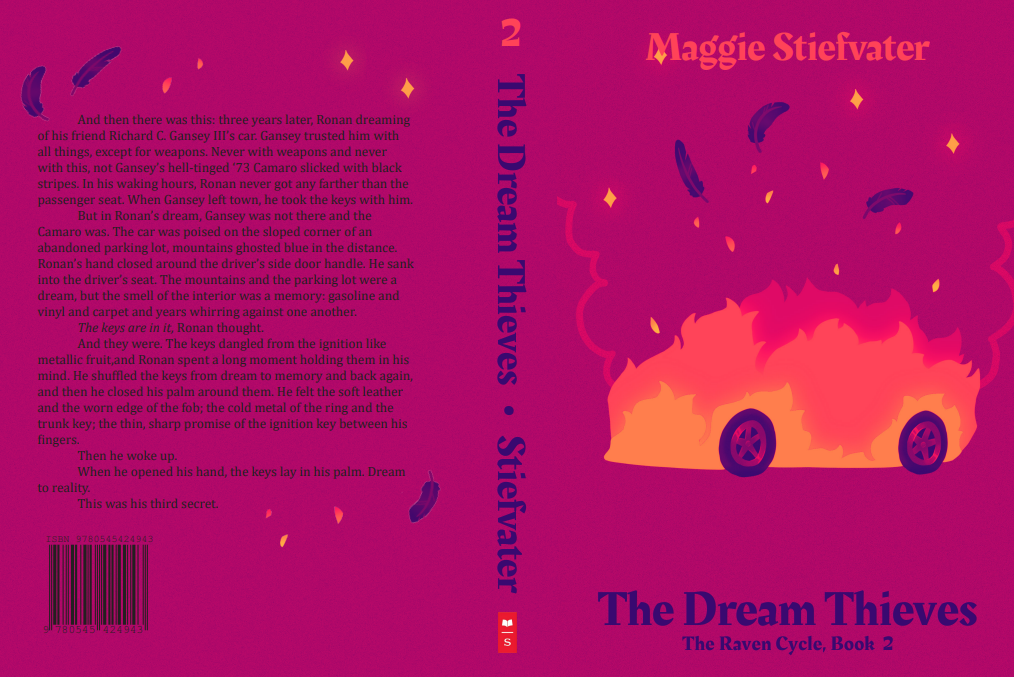 And then there was this: three years later, Ronan dreaming
of his friend Richard C. Gansey III's car. Gansey trusted him with
all things, except for weapons. Never with weapons and never
with this, not Gansey's hell-tinged '73 Camaro slicked with black
stripes. In his waking hours, Ronan never got any farther than the
passenger seat. When Gansey left town, he took the keys with him.
But in Ronan's dream, Gansey was not there and the
Camaro was. The car was poised on the sloped corner of an
abandoned parking lot, mountains ghosted blue in the distance.
Ronan's hand closed around the driver's side door handle. He sank
into the driver's seat. The mountains and the parking lot were a
dream, but the smell of the interior was a memory: gasoline and
vinyl and carpet and years whirring against one another.
The keys are in it, Ronan thought.
And they were. The keys dangled from the ignition like
metallic fruit,and Ronan spent a long moment holding them in his
mind. He shuffled the keys from dream to memory and back again,
and then he closed his palm around them. He felt the soft leather
and the worn edge of the fob; the cold metal of the ring and the
trunk key; the thin, sharp promise of the ignition key between his
fingers.
Then he woke up.
When he opened his hand, the keys lay in his palm. Dream
to reality.
This was his third secret.
ISBN 9780545424943
9 780545 424943
2
The Dream Thieves • Stiefvater
S
Maggie Stiefvater
The Dream Thieves
The Raven Cycle, Book 2